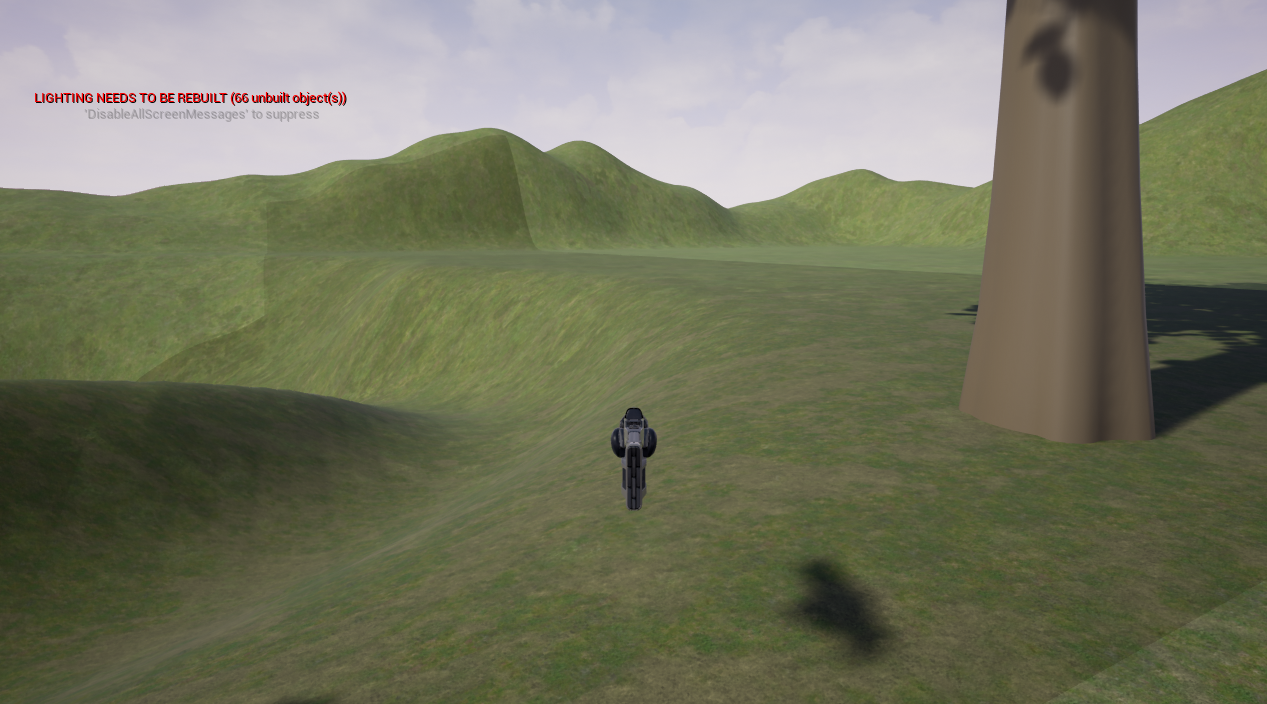 LIGHTING NEEDS TO BE REBUILT (66 unbuilt object(s))
'DisableAllScreenMessages' to suppress